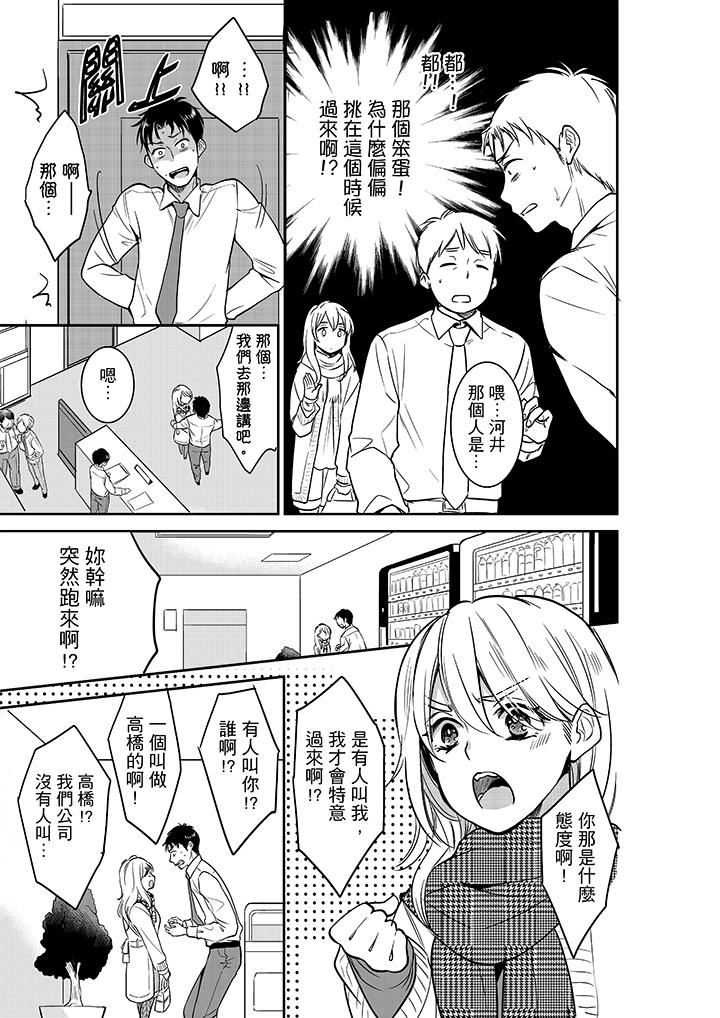 都…！
都!!
那個笨蛋！
為什麼偏偏
挑在這個時候
過來啊!?
喂…河井
那個人是…
關上
…
啊~~
啊——
那個…
那個…
我們去那邊講吧。
嗯…
妳幹嘛
突然跑來啊!?
你那是什麼
態度啊！
是有人叫我，
我才會特意
過來啊!?
有人叫你!?
誰啊!?
一個叫做
高橋的啊！
高橋!?
我們公司
沒有人叫…